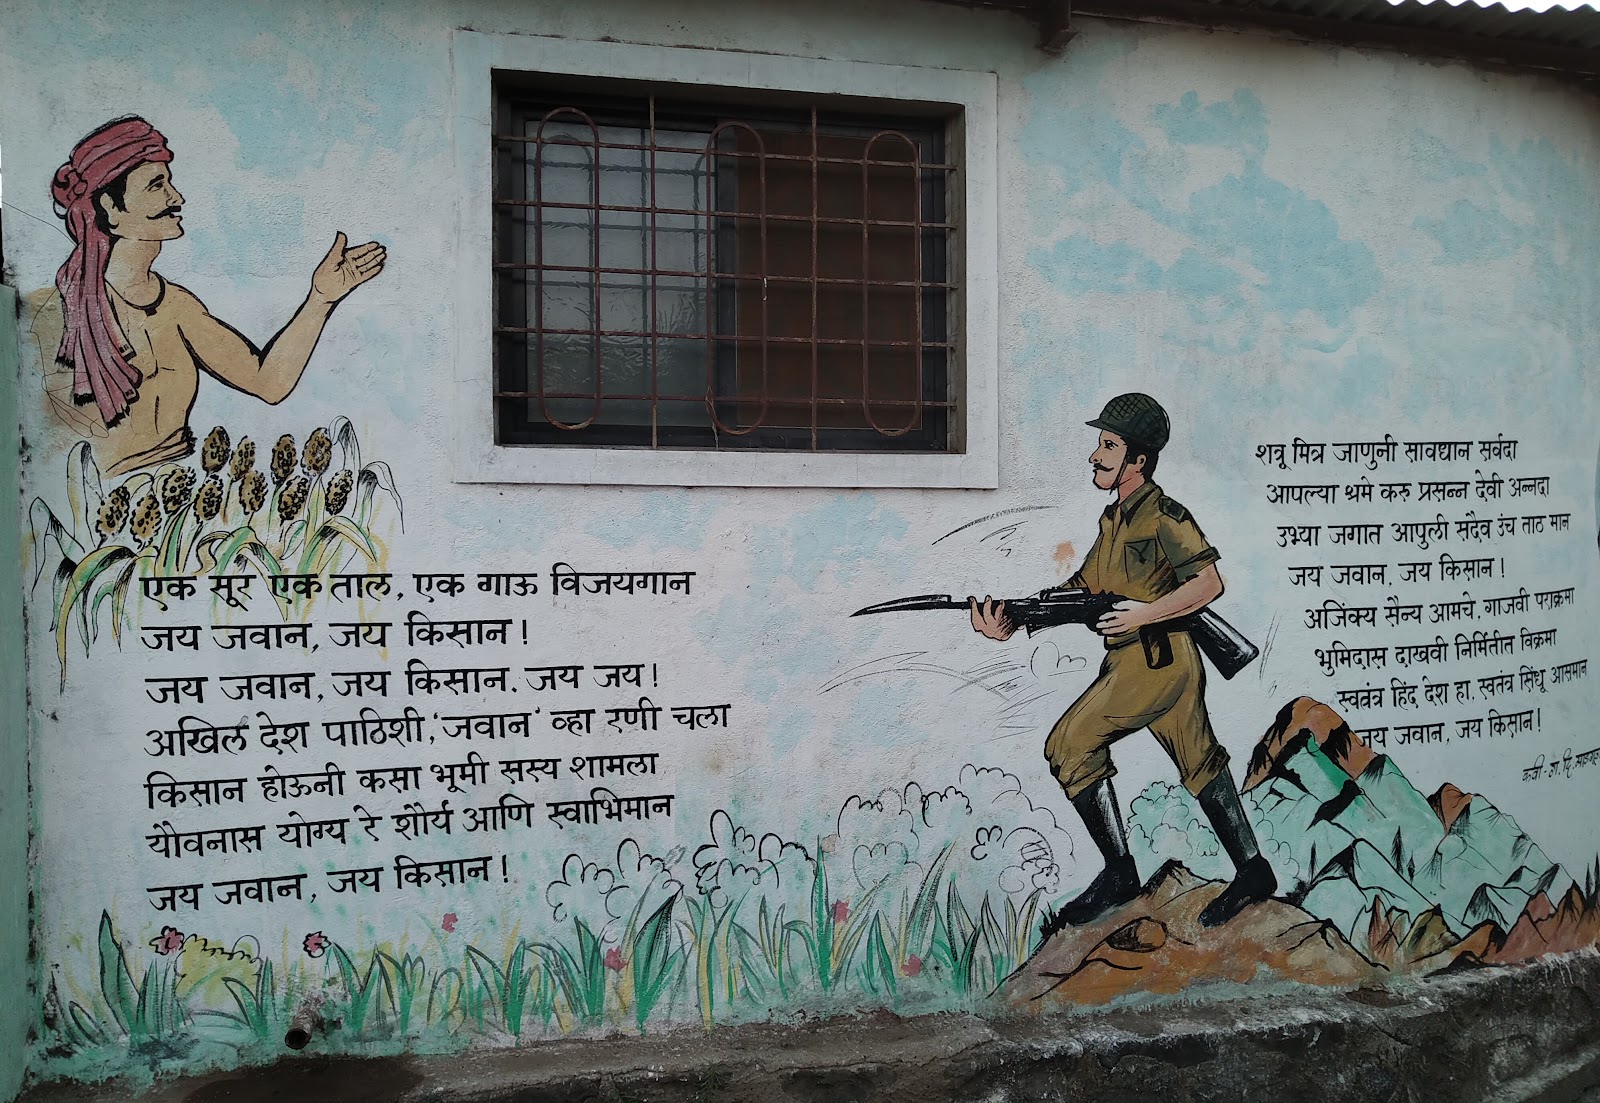 एक सूर एक ताल, एक गाऊ विजयगान
जय जवान, जय किसान!
जय जवान, जय किसान. जय जय!
अखिल देश पाठिशी, 'जवान' व्हा रणी चला
किसान होऊनी कसा भूमी सस्य शामला
यौवनास योग्य रे शौर्य आणि स्वाभिमान
जय जवान, जय किसान!
शत्रू मित्र जाणुनी सावधान सर्वदा
आपल्या श्रमे करु प्रसन्न देवी अन्नदा
उभ्या जगात आपुली सदैव उंच ताठ मान
जय जवान, जय किसान!
अजिंक्य सैन्य आमचे, गाजवी पराक्रमा
भुमिदास दाखवी निर्मितीत विक्रमा
स्वतंत्र हिंद देश हा, स्वतंत्र सिंधू आसमान
जय जवान, जय किसान!
कवी - ग. दि.